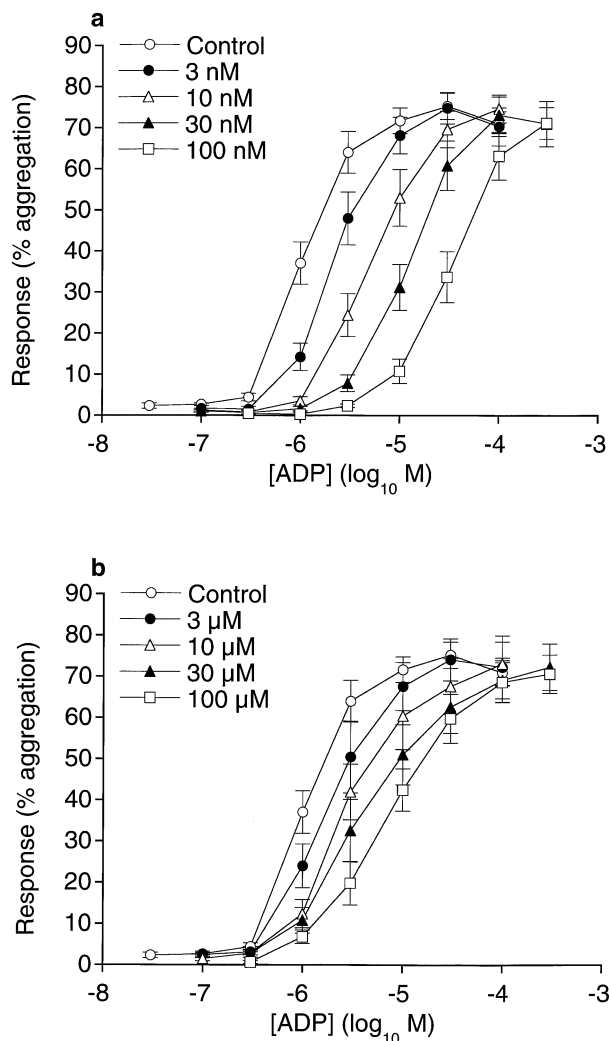 a
Control
3 nM
10 nM
30 nM
100 nM
Response (% aggregation)
90
80
70
60
50
40
30
20
10
0
-8 -7 -6 -5 -4 -3
[ADP] (log10 M)
b
Control
3 µM
10 µM
30 µM
100 µM
Response (% aggregation)
90
80
70
60
50
40
30
20
10
0
-8 -7 -6 -5 -4 -3
[ADP] (log10 M)